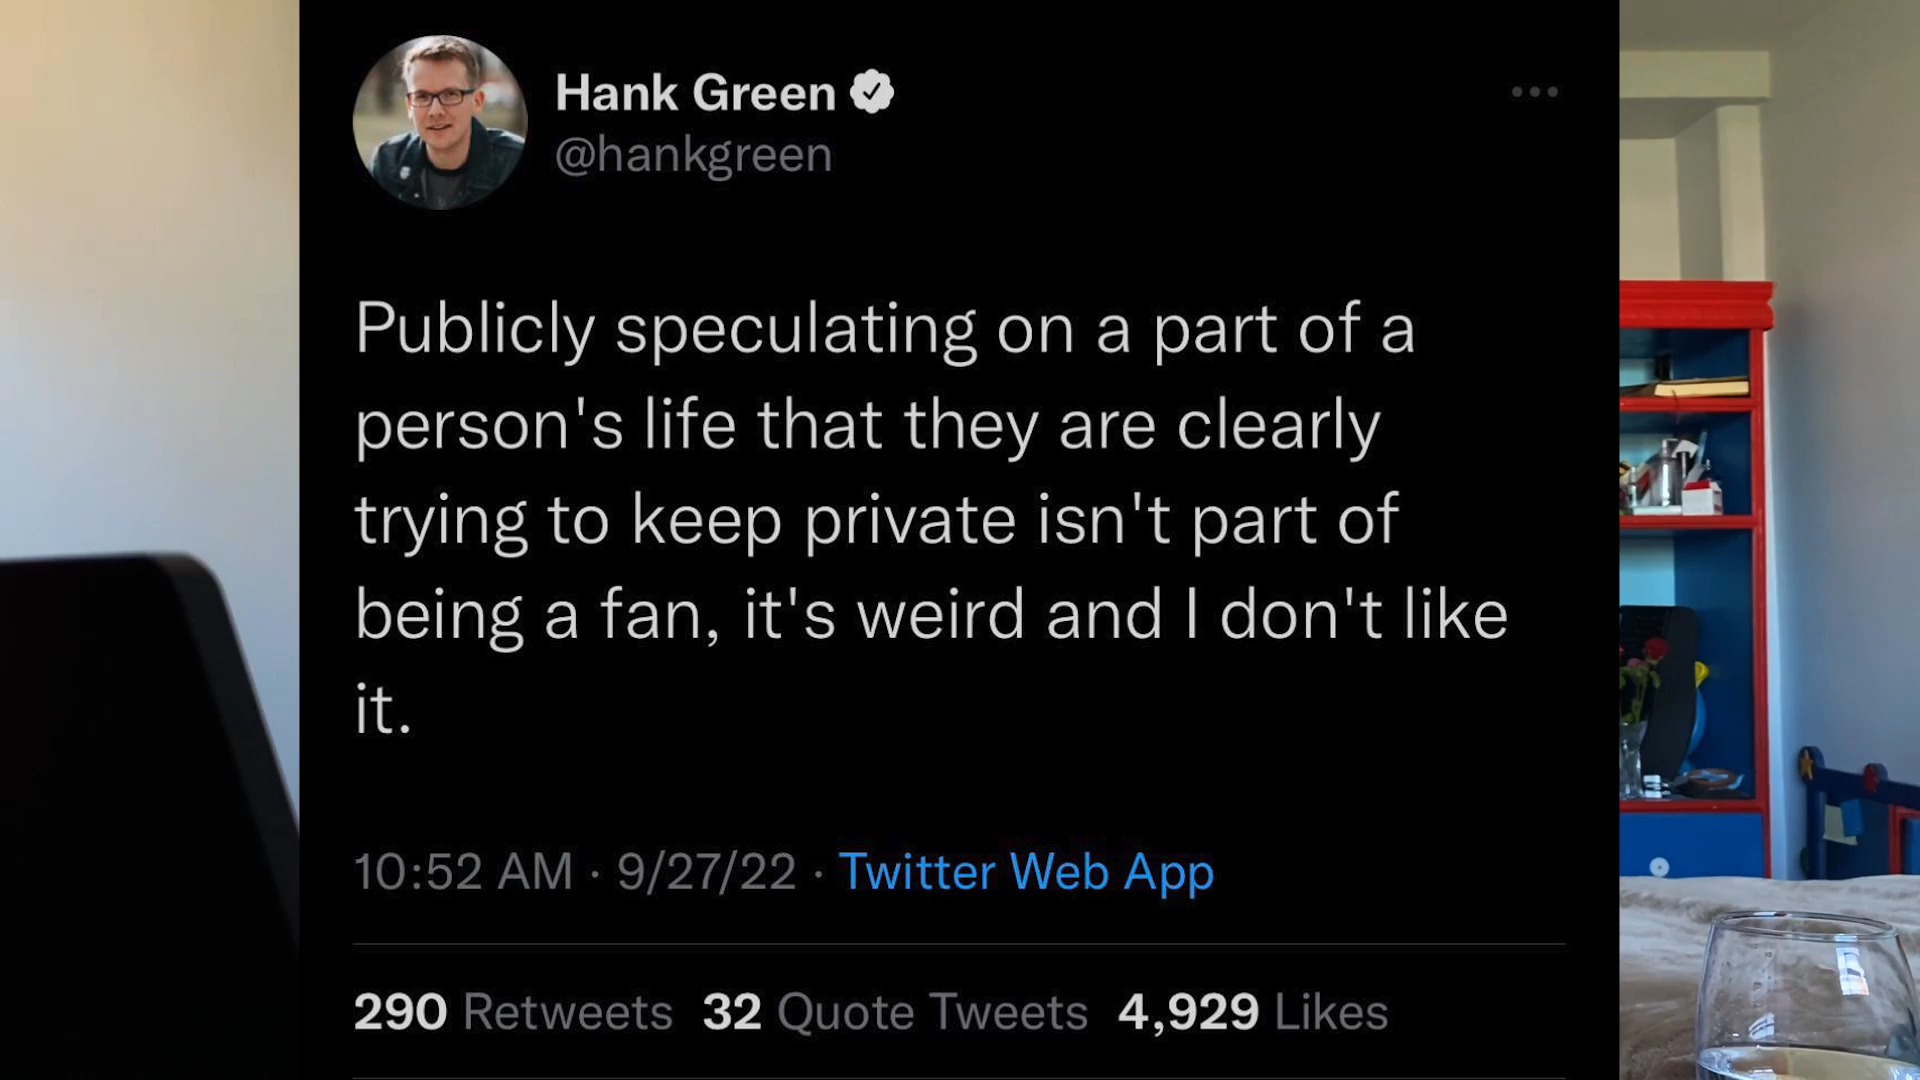 Hank Green
@hankgreen
Publicly speculating on a part of a
person's life that they are clearly
trying to keep private isn't part of
being a fan, it's weird and I don't like
it.
10:52 AM · 9/27/22 · Twitter Web App
290 Retweets 32 Quote Tweets 4,929 Likes